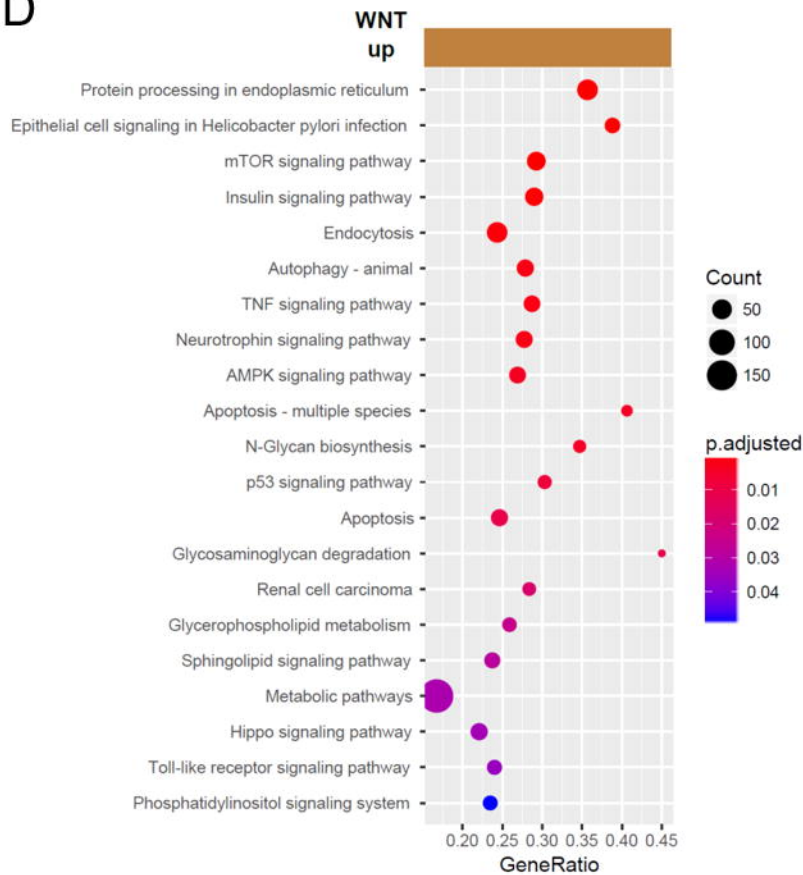 D
WNT
up
Protein processing in endoplasmic reticulum
Epithelial cell signaling in Helicobacter pylori infection
mTOR signaling pathway
Insulin signaling pathway
Endocytosis
Autophagy - animal
TNF signaling pathway
Neurotrophin signaling pathway
AMPK signaling pathway
Apoptosis - multiple species
N-Glycan biosynthesis
p53 signaling pathway
Apoptosis
Glycosaminoglycan degradation
Renal cell carcinoma
Glycerophospholipid metabolism
Sphingolipid signaling pathway
Metabolic pathways
Hippo signaling pathway
Toll-like receptor signaling pathway
Phosphatidylinositol signaling system
0.20 0.25 0.30 0.35 0.40 0.45
GeneRatio
Count
50
100
150
p.adjusted
0.01
0.02
0.03
0.04